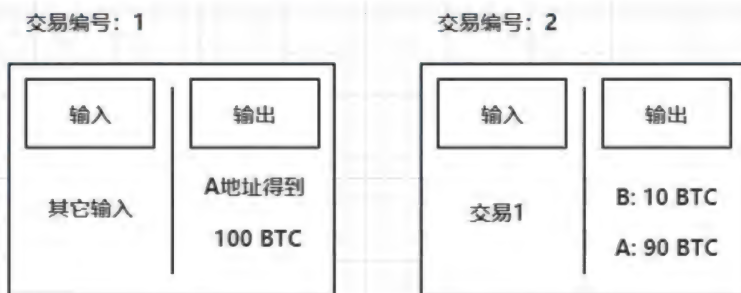 交易编号：1
输入
输出
其它输入
A地址得到
100 BTC
交易编号：2
输入
输出
交易1
B: 10 BTC
A: 90 BTC